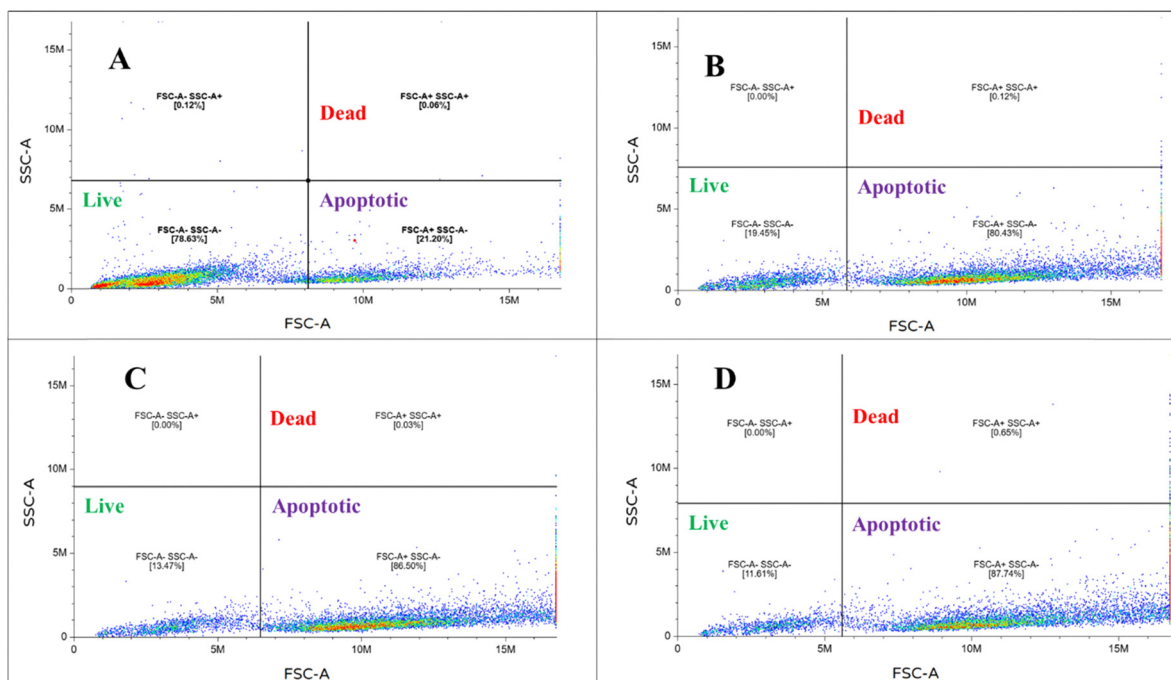 A
FSC-A- SSC-A+
[0.12%]
FSC-A+ SSC-A+
[0.06%]
Dead
Live
Apoptotic
FSC-A- SSC-A-
[78.63%]
FSC-A+ SSC-A-
[21.20%]
15M
10M
5M
0
SSC-A
0
5M
10M
15M
FSC-A
B
FSC-A- SSC-A+
[0.00%]
FSC-A+ SSC-A+
[0.12%]
Dead
Live
Apoptotic
FSC-A- SSC-A-
[19.45%]
FSC-A+ SSC-A-
[80.43%]
15M
10M
5M
0
SSC-A
0
5M
10M
15M
FSC-A
C
FSC-A- SSC-A+
[0.00%]
FSC-A+ SSC-A+
[0.03%]
Dead
Live
Apoptotic
FSC-A- SSC-A-
[13.47%]
FSC-A+ SSC-A-
[86.50%]
15M
10M
5M
0
SSC-A
0
5M
10M
15M
FSC-A
D
FSC-A- SSC-A+
[0.00%]
FSC-A+ SSC-A+
[0.65%]
Dead
Live
Apoptotic
FSC-A- SSC-A-
[11.61%]
FSC-A+ SSC-A-
[87.74%]
15M
10M
5M
0
SSC-A
0
5M
10M
15M
FSC-A